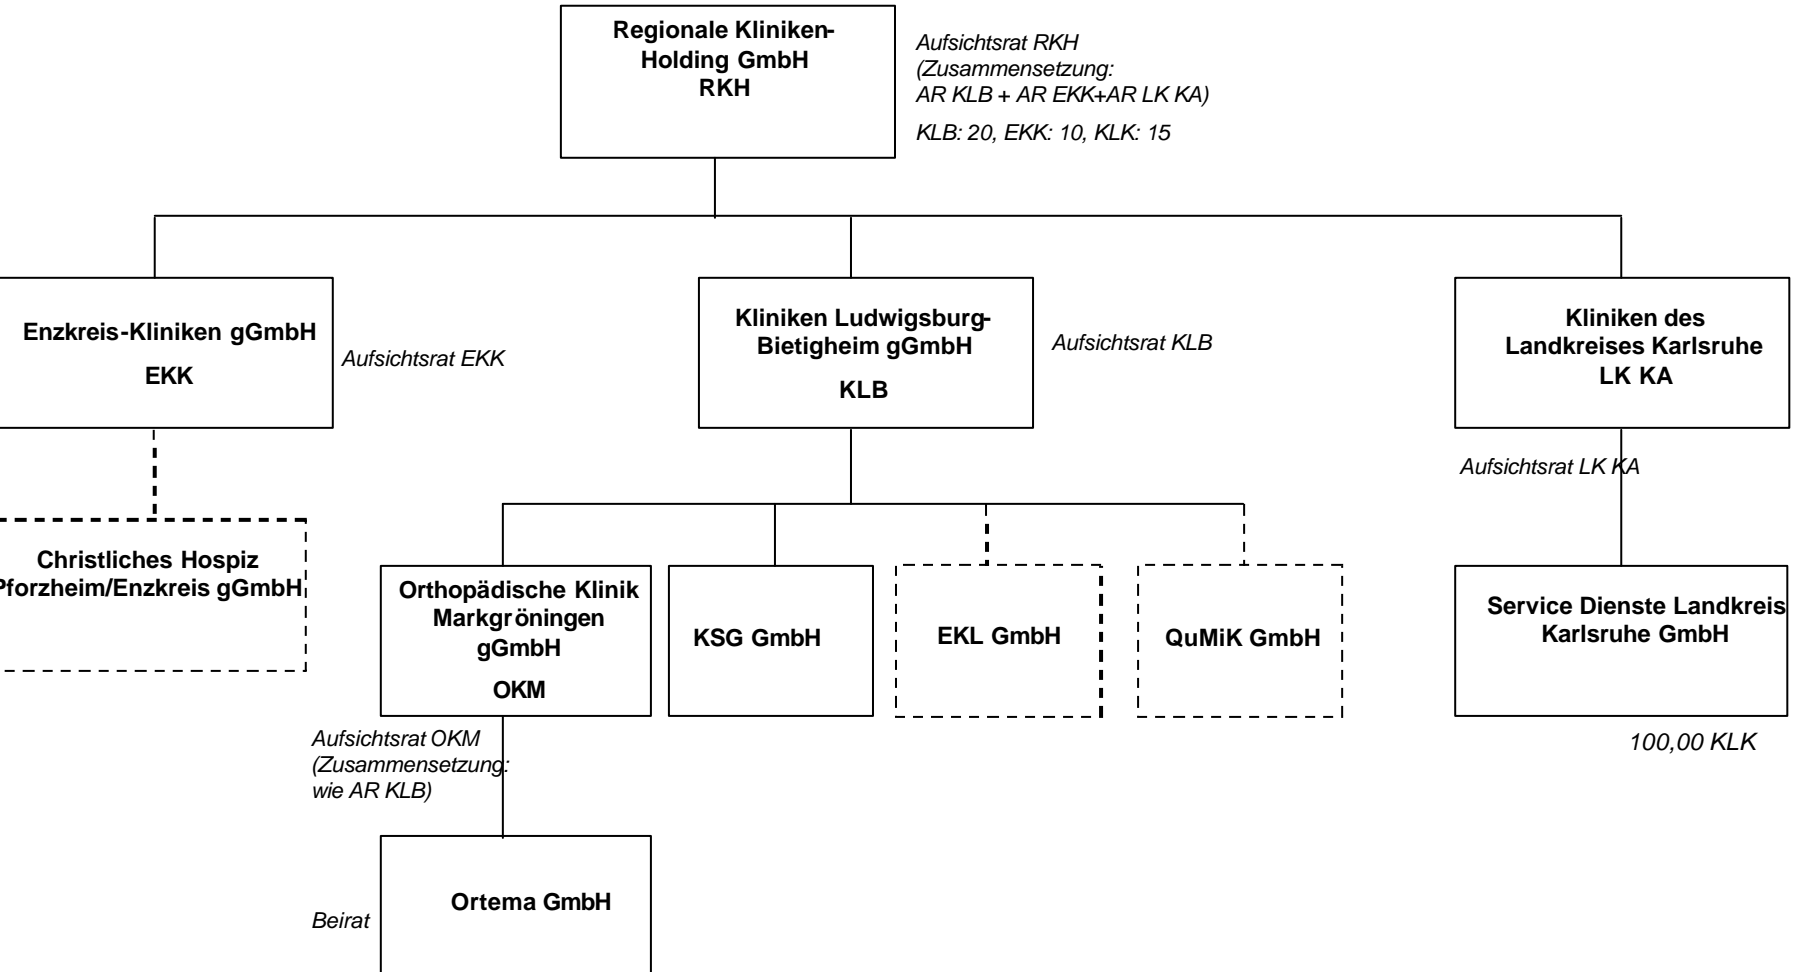 Regionale Kliniken-
Holding GmbH
RKH
Aufsichtsrat RKH
(Zusammensetzung:
AR KLB + AR EKK+AR LK KA)
KLB: 20, EKK: 10, KLK: 15
Enzkreis-Kliniken gGmbH
EKK
Aufsichtsrat EKK
Kliniken Ludwigsburg-
Bietigheim gGmbH
KLB
Aufsichtsrat KLB
Kliniken des
Landkreises Karlsruhe
LK KA
Aufsichtsrat LK KA
Christliches Hospiz
Pforzheim/Enzkreis gGmbH
Orthopädische Klinik
Markgröningen
gGmbH
OKM
KSG GmbH
EKL GmbH
QuMiK GmbH
Service Dienste Landkreis
Karlsruhe GmbH
100,00 KLK
Aufsichtsrat OKM
(Zusammensetzung:
wie AR KLB)
Ortema GmbH
Beirat